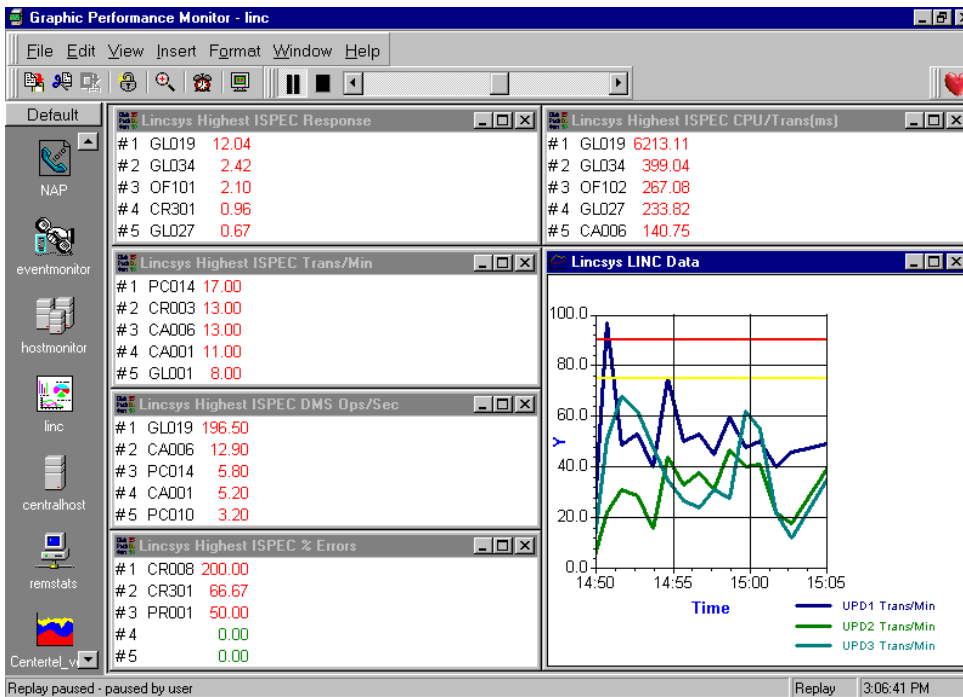 Graphic Performance Monitor - linc
File Edit View Insert Format Window Help
Default
NAP
eventmonitor
hostmonitor
linc
centralhost
remstats
Lincsys Highest ISPEC Response
#1 GL019 12.04
#2 GL034 2.42
#3 OF101 2.10
#4 CR301 0.96
#5 GL027 0.67
Lincsys Highest ISPEC CPU/Trans(ms)
#1 GL019 6213.11
#2 GL034 399.04
#3 OF102 267.08
#4 GL027 233.82
#5 CA006 140.75
Lincsys Highest ISPEC Trans/Min
#1 PC014 17.00
#2 CR003 13.00
#3 CA006 13.00
#4 CA001 11.00
#5 GL001 8.00
Lincsys Highest ISPEC DMS Ops/Sec
#1 GL019 196.50
#2 CA006 12.90
#3 PC014 5.80
#4 CA001 5.20
#5 PC010 3.20
Lincsys Highest ISPEC % Errors
#1 CR008 200.00
#2 CR301 66.67
#3 PR001 50.00
#4 0.00
#5 0.00
Lincsys LINC Data
100.0
80.0
60.0
40.0
20.0
0.0
Y
14:50 14:55 15:00 15:05
Time
UPD1 Trans/Min
UPD2 Trans/Min
UPD3 Trans/Min
Replay paused - paused by user
Replay
3:06:41 PM